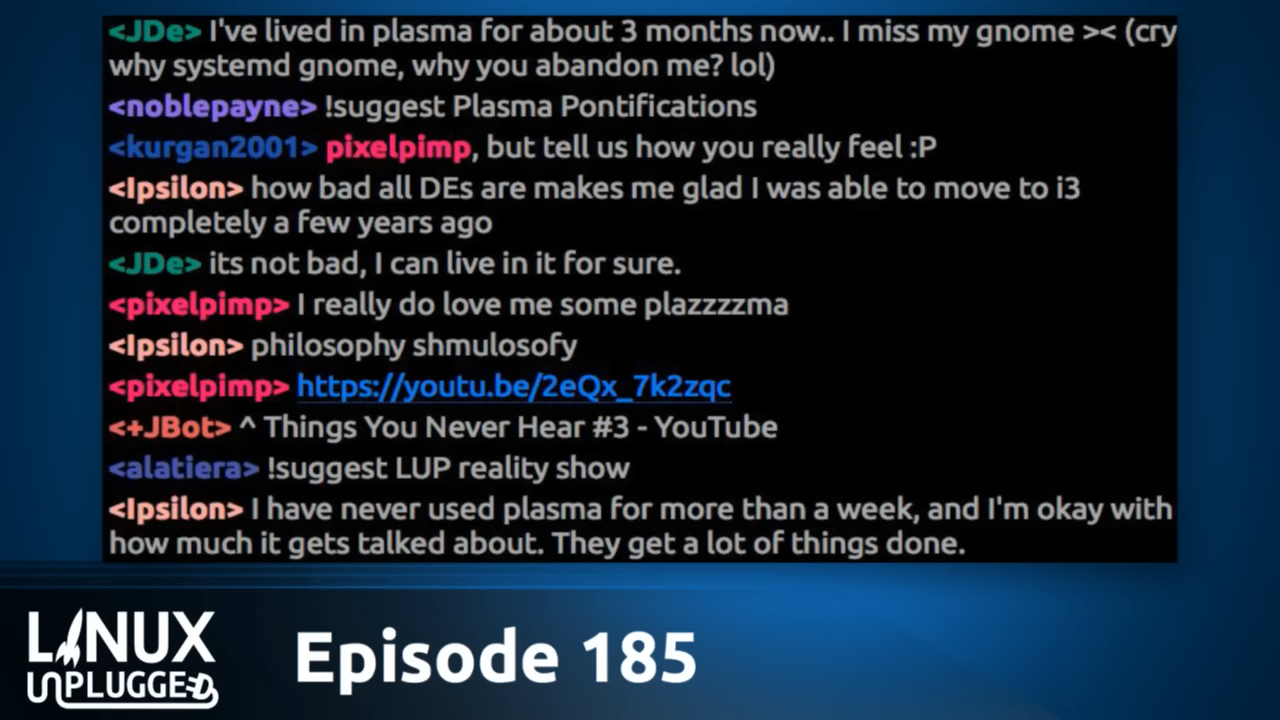 <JDe> I've lived in plasma for about 3 months now.. I miss my gnome >< (cry
why systemd gnome, why you abandon me? lol)
<noblepayne> !suggest Plasma Pontifications
<kurgan2001> pixelpimp, but tell us how you really feel :P
<Ipsilon> how bad all DEs are makes me glad I was able to move to i3
completely a few years ago
<JDe> its not bad, I can live in it for sure.
<pixelpimp> I really do love me some plazzzzma
<Ipsilon> philosophy shmulosofy
<pixelpimp> https://youtu.be/2eQx_7k2zqc
<+JBot> ^ Things You Never Hear #3 - YouTube
<alatiera> !suggest LUP reality show
<Ipsilon> I have never used plasma for more than a week, and I'm okay with
how much it gets talked about. They get a lot of things done.
LINUX
UNPLUGGED
Episode 185